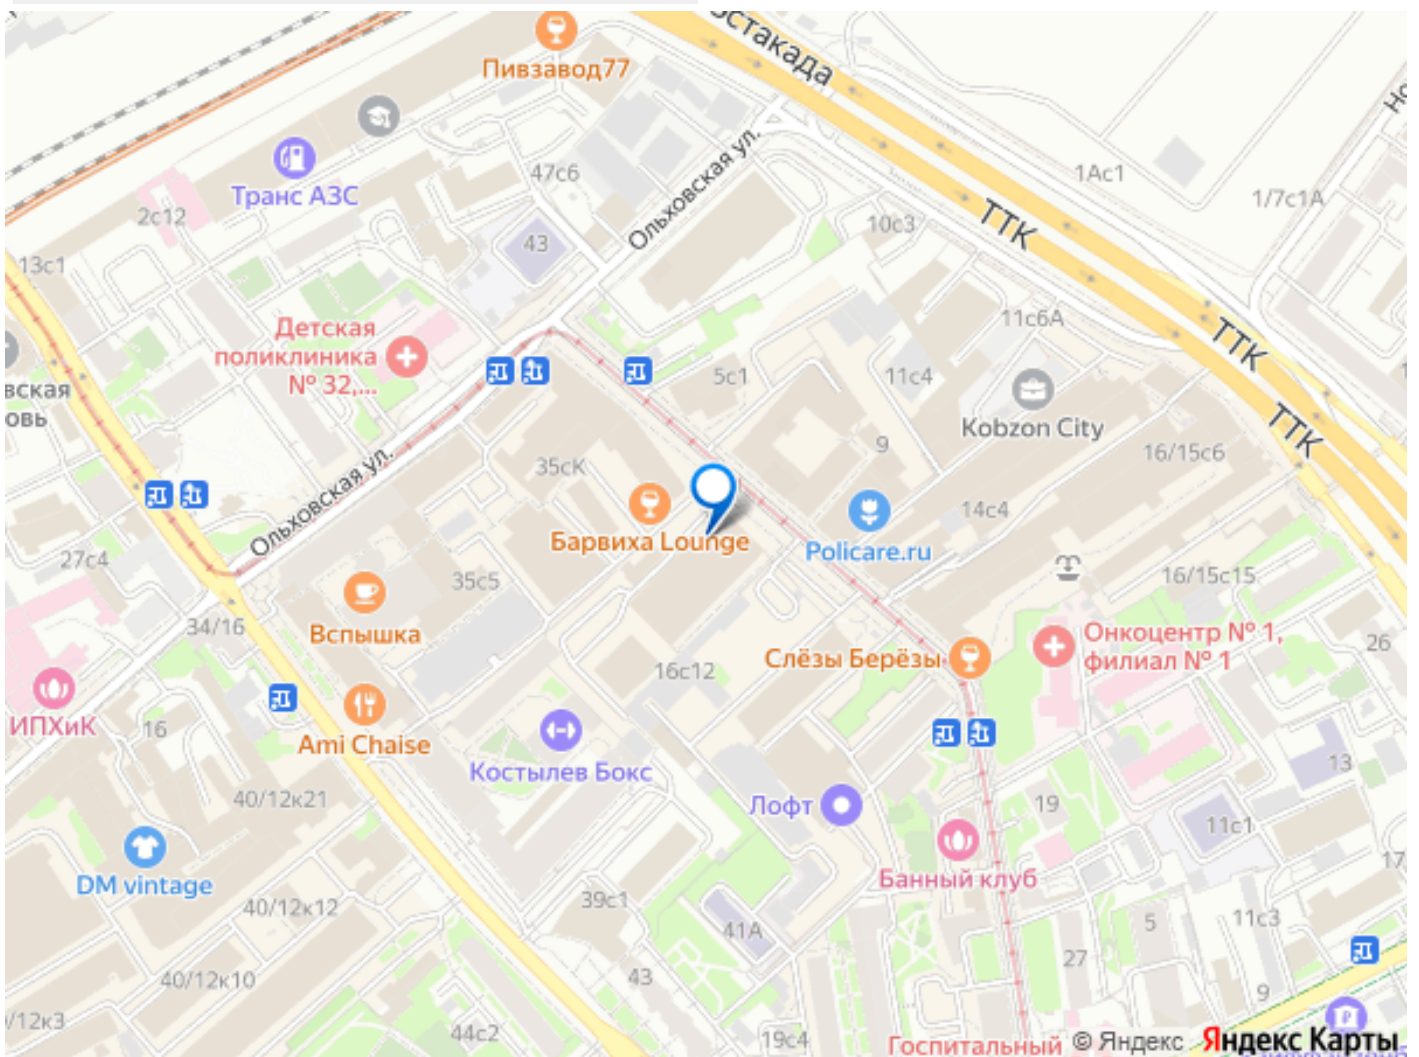 Эстакада
Пивзавод77
Транс АЗС
47с6
Ольховская ул.
1Ас1
1/7с1А
2с12
ТТК
10с3
43
13с1
11с6А
Детская
поликлиника
№ 32,...
ТТК
вская
овь
5с1
11с4
Kobzon City
ТТК
9
16/15с6
35сК
Ольховская ул.
14с4
Барвиха Lounge
Policare.ru
27с4
35с5
16/15с15
Вспышка
34/16
Онкоцентр № 1,
филиал № 1
26
Слёзы Берёзы
16с12
ИПХиК
16
Ami Chaise
Костылев Бокс
13
40/12к21
Лофт
19
11с1
17
DM vintage
Банный клуб
40/12к12
39с1
41А
5
11с3
40/12к10
43
27
9
/12к3
44с2
19с4
Госпитальный
© Яндекс
Яндекс Карты